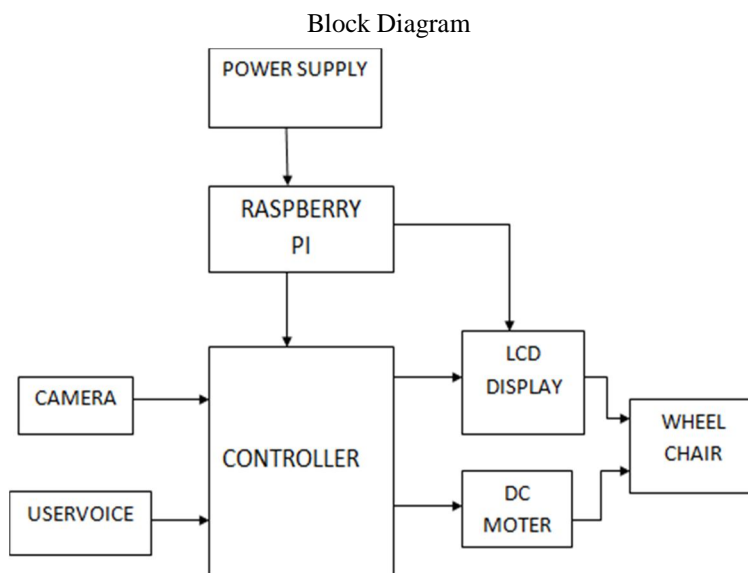 Block Diagram
POWER SUPPLY
RASPBERRY
PI
LCD
DISPLAY
CAMERA
WHEEL
CHAIR
CONTROLLER
DC
MOTER
USERVOICE